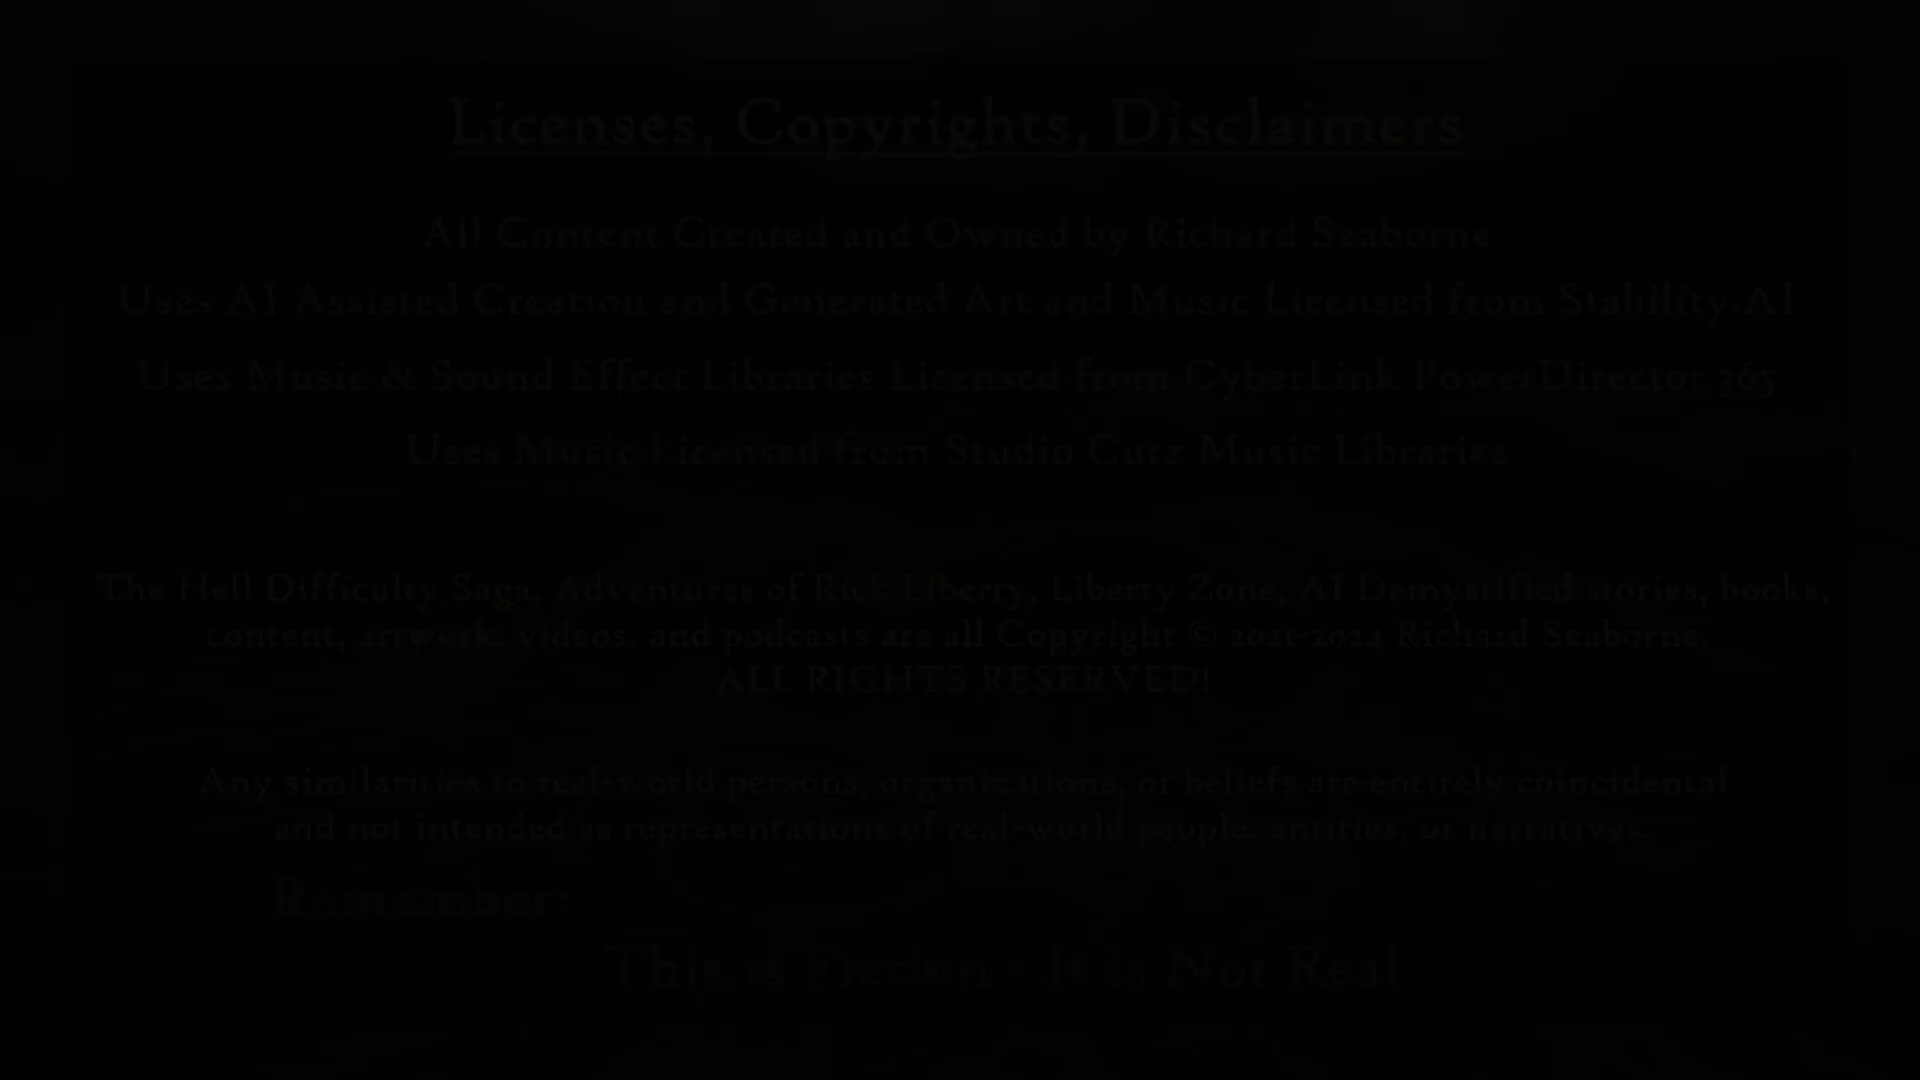 Licenses, Copyrights, Disclaimers
All Content Created and Owned by Richard Seaborne
Uses AI Assisted Creation and Generated Art and Music Licensed from Stability.AI
Uses Music & Sound Effect Libraries Licensed from CyberLink PowerDirector 365
Uses Music Licensed from Studio Cutz Music Libraries
The Hell Difficulty Saga, Adventures of Rick Liberty, Liberty Zone, AI Demystified stories, books,
content, artwork, videos, and podcasts are all Copyright © 2021-2024 Richard Seaborne.
ALL RIGHTS RESERVED!
Any similarities to real-world persons, organizations, or beliefs are entirely coincidental
and not intended as representations of real-world people, entities, or narratives.
Remember:
This is Fiction - It is Not Real